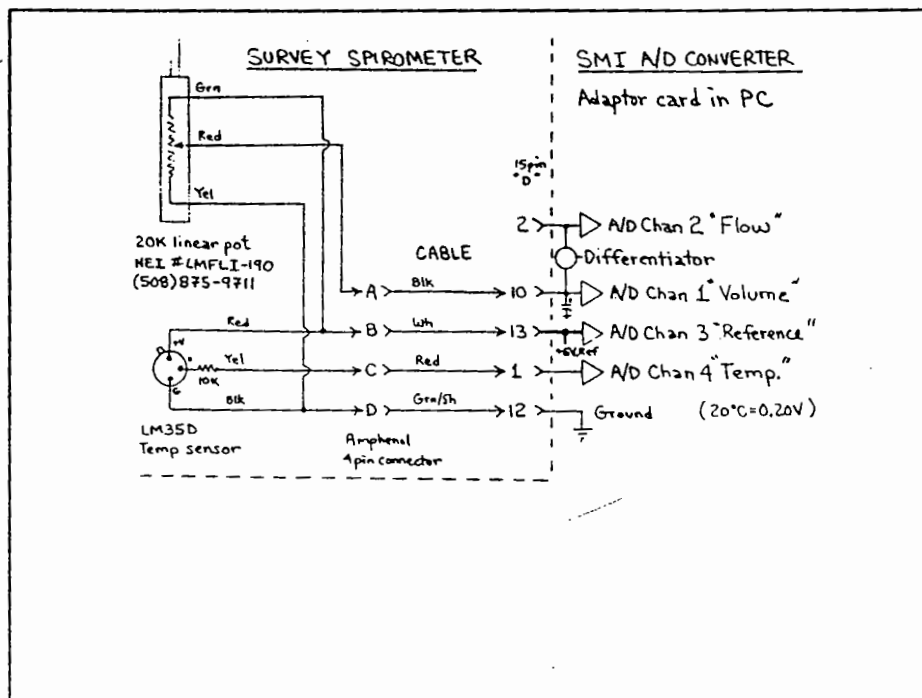 SURVEY SPIROMETER
SMI A/D CONVERTER
Adaptor card in PC
Grn
Red
Yel
15pin
"D"
20K linear pot
NEI #LMFLI-190
(508)875-9711
CABLE
2 A/D Chan 2 "Flow"
Differentiator
A Blk 10 A/D Chan 1 "Volume"
Red B Wh 13 A/D Chan 3 "Reference"
+5V Ref
+V
Yel C Red 1 A/D Chan 4 "Temp."
10K
G
Blk D Grn/Sh 12 Ground (20°C=0.20V)
LM35D
Temp sensor
Amphenol
4pin connector